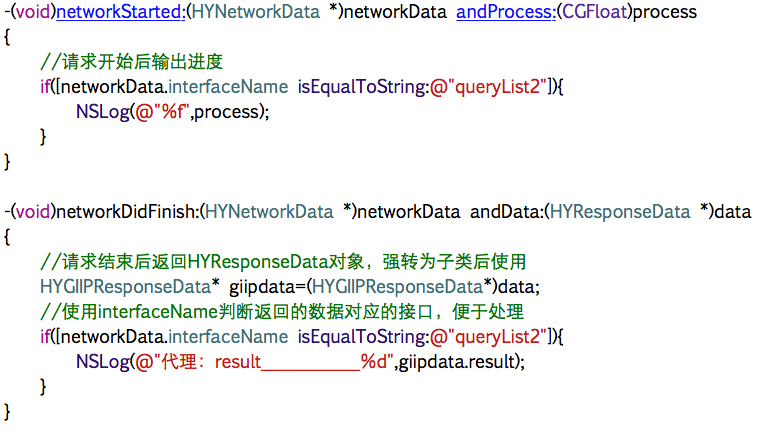 -(void)networkStarted:(HYNetworkData *)networkData andProcess:(CGFloat)process
{
//请求开始后输出进度
if([networkData.interfaceName isEqualToString:@"queryList2"]){
NSLog(@"%f",process);
}
}
-(void)networkDidFinish:(HYNetworkData *)networkData andData:(HYResponseData *)data
{
//请求结束后返回HYResponseData对象，强转为子类后使用
HYGIIPResponseData* giipdata=(HYGIIPResponseData*)data;
//使用interfaceName判断返回的数据对应的接口，便于处理
if([networkData.interfaceName isEqualToString:@"queryList2"]){
NSLog(@"代理：result___________%d",giipdata.result);
}
}